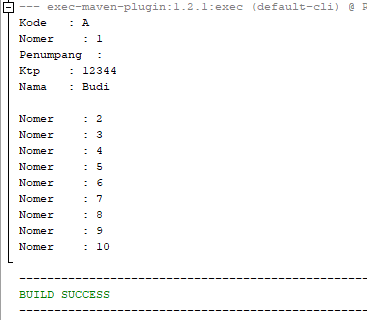 --- exec-maven-plugin:1.2.1:exec (default-cli) @
Kode : A
Nomer : 1
Penumpang :
Ktp : 12344
Nama : Budi
Nomer : 2
Nomer : 3
Nomer : 4
Nomer : 5
Nomer : 6
Nomer : 7
Nomer : 8
Nomer : 9
Nomer : 10
------------------------------------------------
BUILD SUCCESS
------------------------------------------------